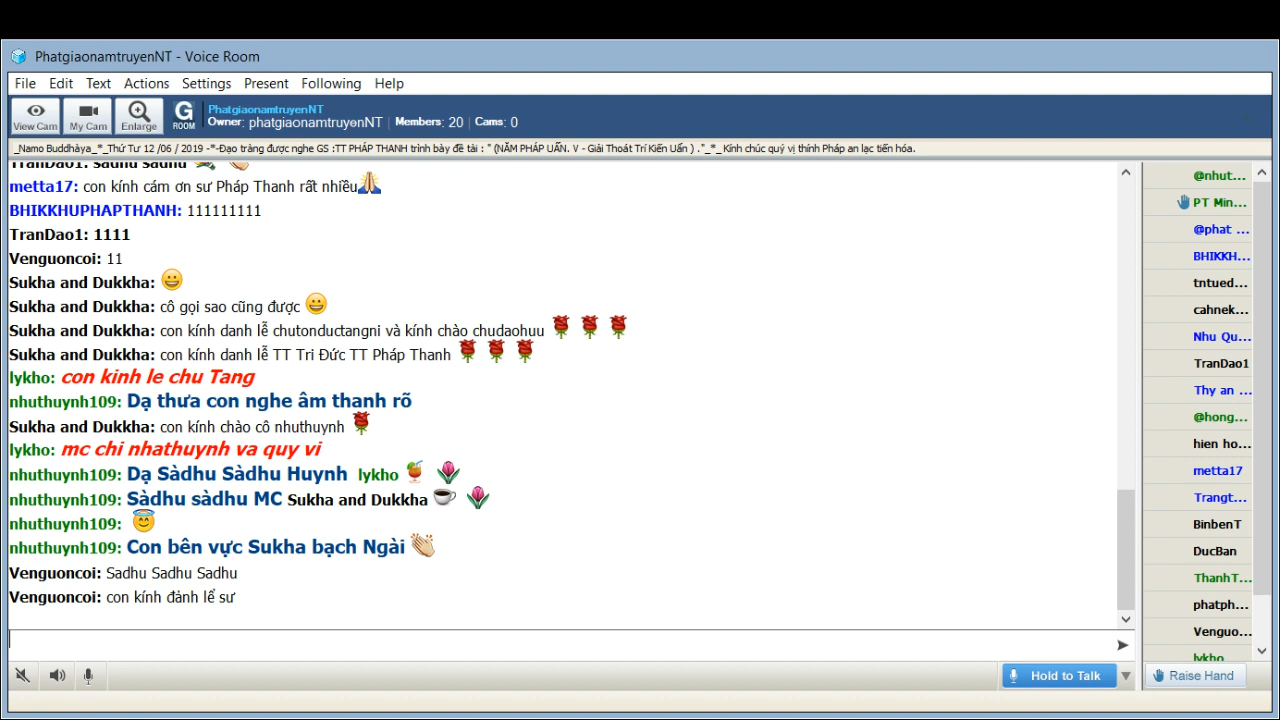 PhatgiaonamtruyenNT - Voice Room
File Edit Text Actions Settings Present Following Help
View Cam My Cam Enlarge G ROOM
PhatgiaonamtruyenNT
Owner: phatgiaonamtruyenNT | Members: 20 | Cams: 0
_Namo Buddhàya_*_Thứ Tư 12 /06 / 2019 -*-Đạo tràng được nghe GS :TT PHÁP THANH trình bày đề tài : " (NĂM PHÁP UẨN. V - Giải Thoát Trí Kiến Uẩn ) ."_*_ Kính chúc quý vị thính Pháp an lạc tiến hóa.
TranDao1: sadhu sadhu
metta17: con kính cám ơn sư Pháp Thanh rất nhiều
BHIKKHUPHAPTHANH: 111111111
TranDao1: 1111
Venguoncoi: 11
Sukha and Dukkha:
Sukha and Dukkha: cô gọi sao cũng được
Sukha and Dukkha: con kính danh lễ chutonductangni và kính chào chudaohuu
Sukha and Dukkha: con kính danh lễ TT Tri Đức TT Pháp Thanh
lykho: con kinh le chu Tang
nhuthuynh109: Dạ thưa con nghe âm thanh rõ
Sukha and Dukkha: con kính chào cô nhuthuynh
lykho: mc chi nhathuynh va quy vi
nhuthuynh109: Dạ Sàdhu Sàdhu Huynh lykho
nhuthuynh109: Sàdhu sàdhu MC Sukha and Dukkha
nhuthuynh109:
nhuthuynh109: Con bên vực Sukha bạch Ngài
Venguoncoi: Sadhu Sadhu Sadhu
Venguoncoi: con kính đảnh lể sư
@nhut...
PT Min...
@phat ...
BHIKKH...
tntued...
cahnek...
Nhu Qu...
TranDao1
Thy an ...
@hong...
hien ho...
metta17
Trangt...
BinbenT
DucBan
ThanhT...
phatph...
Venguo...
lykho
Hold to Talk
Raise Hand